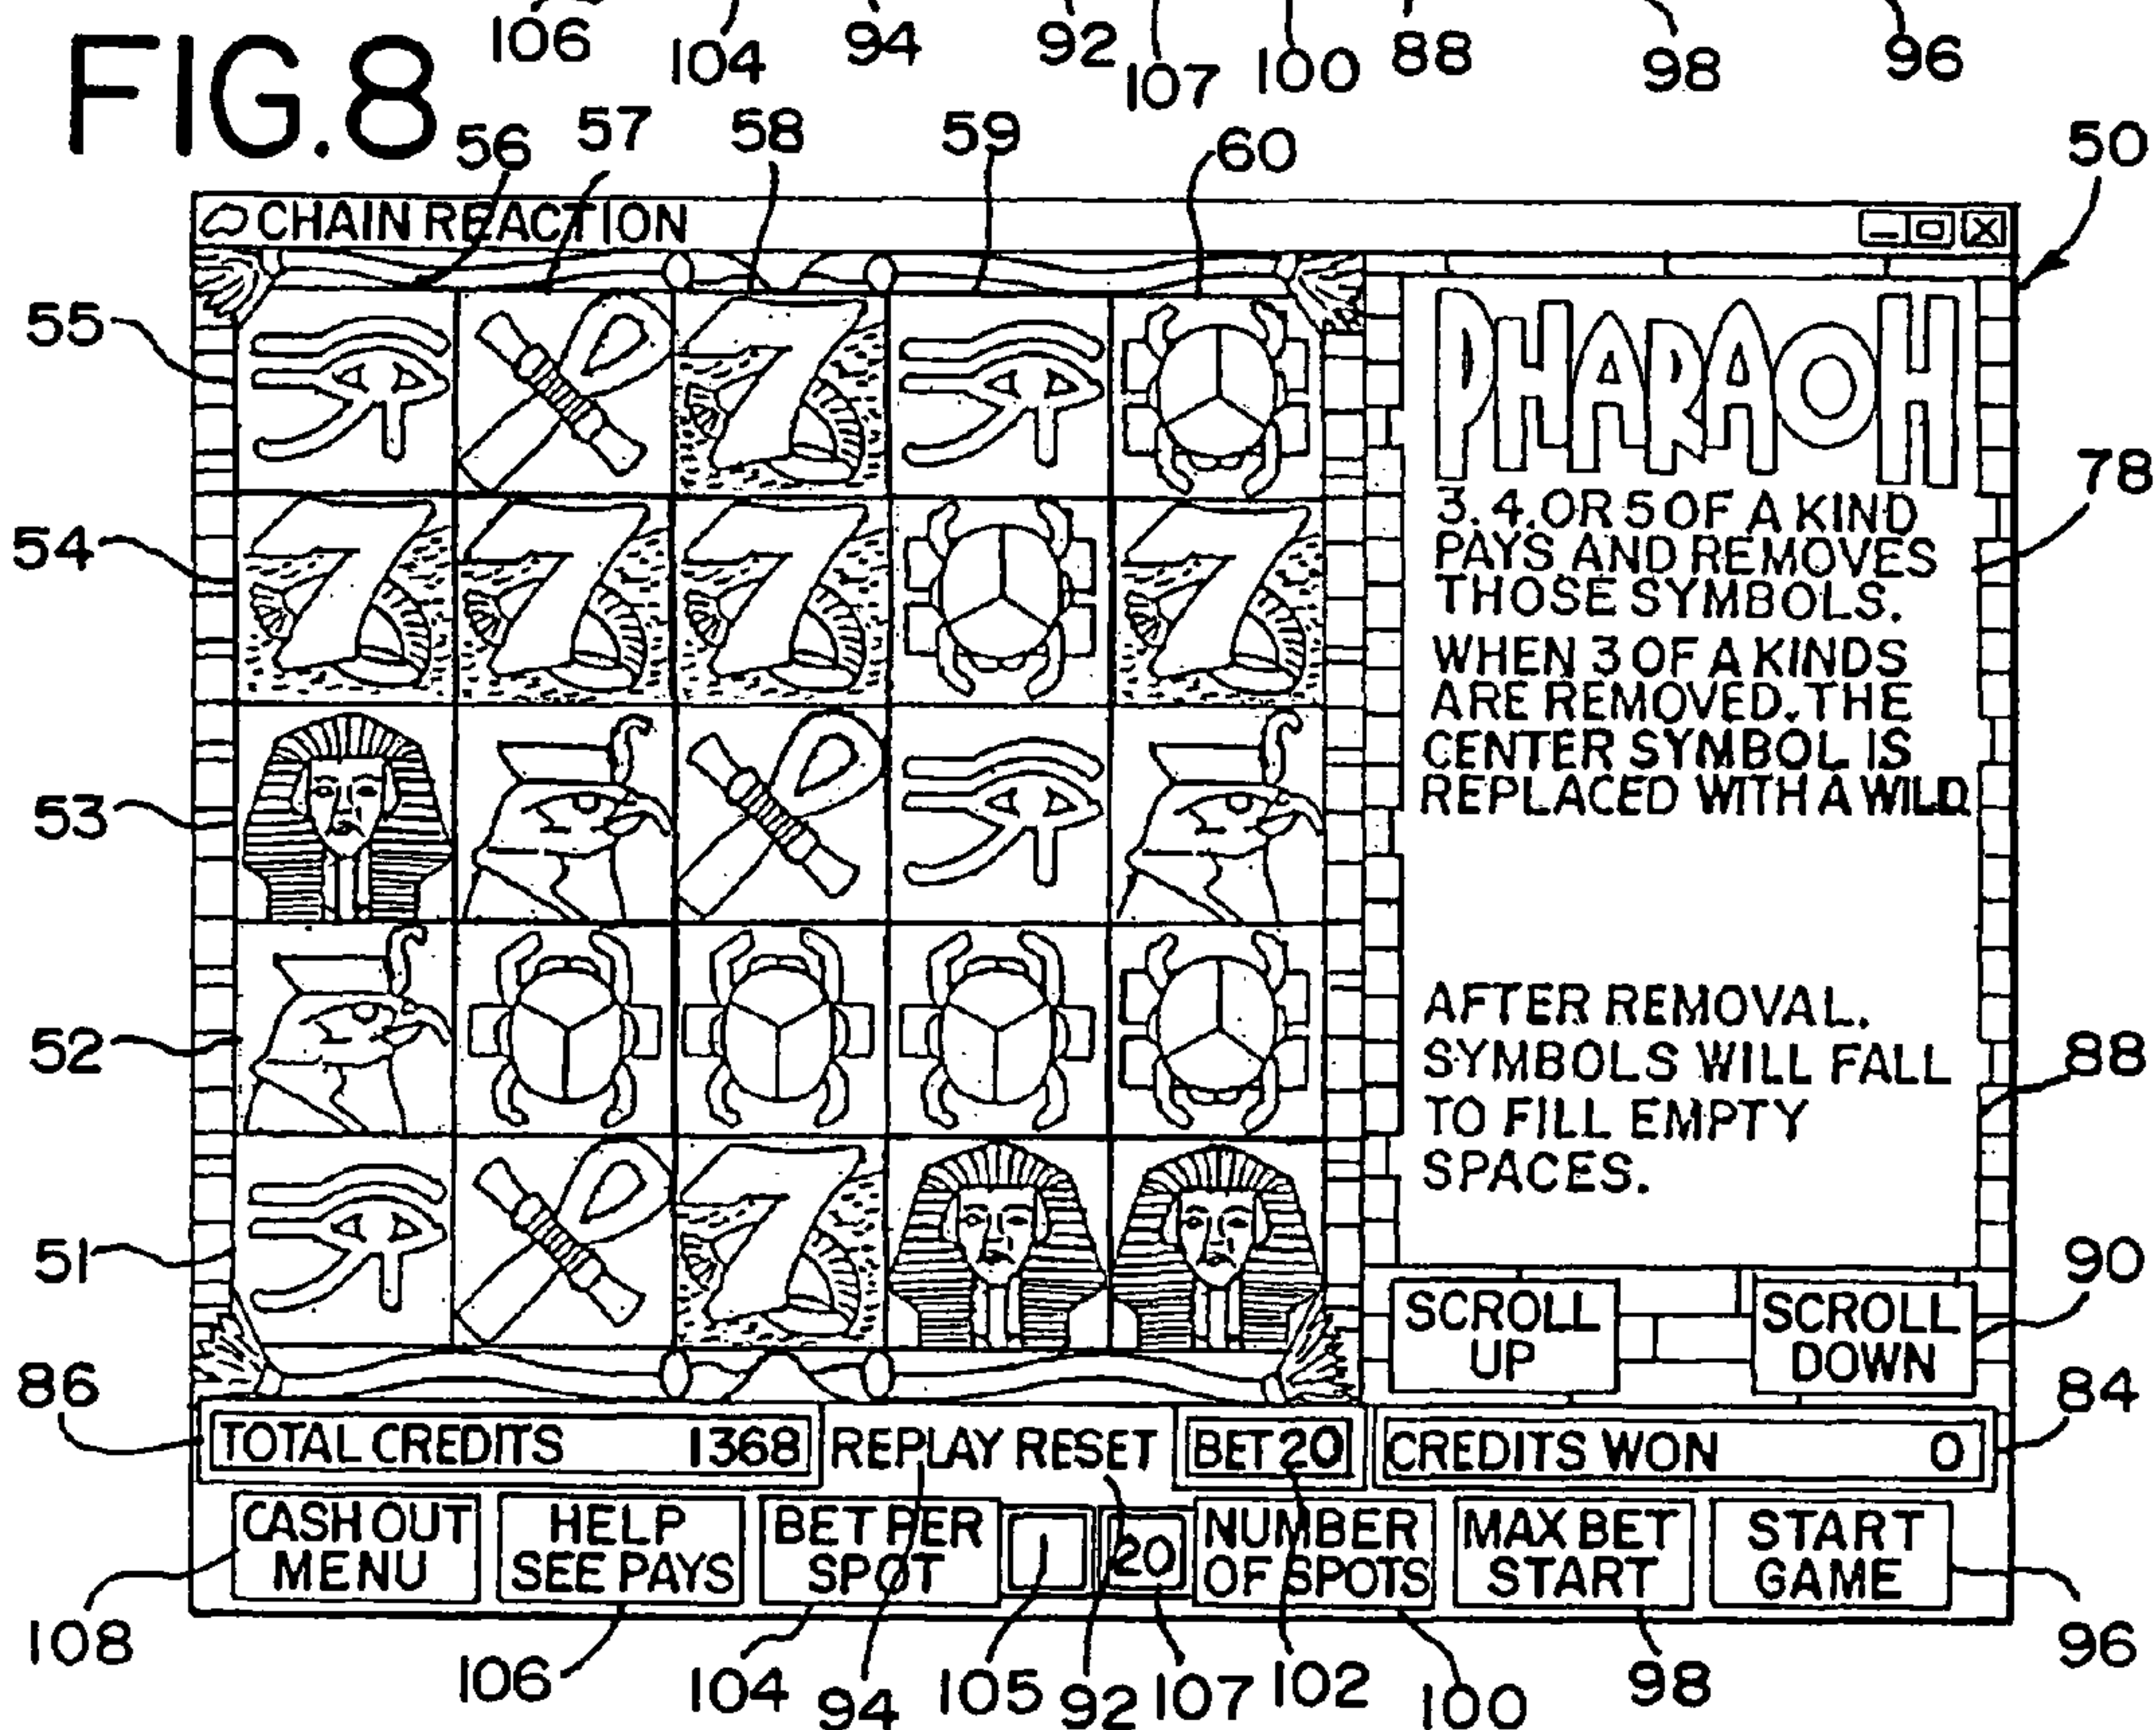 106 104 94 92 107 100 88 98 96
FIG.8
56 57 58 59 60 50
CHAIN REACTION
55
PHARAOH
78
3.4.OR 5 OF A KIND
PAYS AND REMOVES
THOSE SYMBOLS.
54
WHEN 3 OF A KINDS
ARE REMOVED.THE
CENTER SYMBOL IS
REPLACED WITH A WILD
53
AFTER REMOVAL.
SYMBOLS WILL FALL
TO FILL EMPTY
SPACES.
52
88
51
90
SCROLL
UP
SCROLL
DOWN
86
84
TOTAL CREDITS 1368
REPLAY RESET
BET 20
CREDITS WON 0
CASH OUT
MENU
HELP
SEE PAYS
BET PER
SPOT
1
20
NUMBER
OF SPOTS
MAX BET
START
START
GAME
108 106 104 94 105 92 107 102 100 98 96